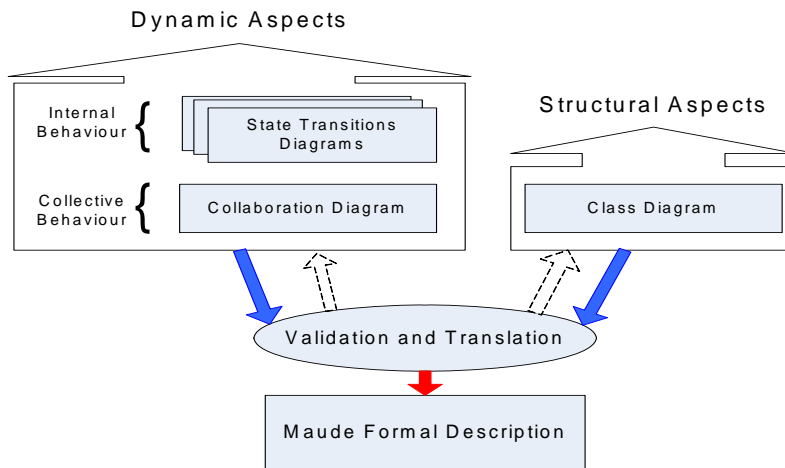 Dynamic Aspects
Internal
Behaviour
State Transitions
Diagrams
Collective
Behaviour
Collaboration Diagram
Structural Aspects
Class Diagram
Validation and Translation
Maude Formal Description